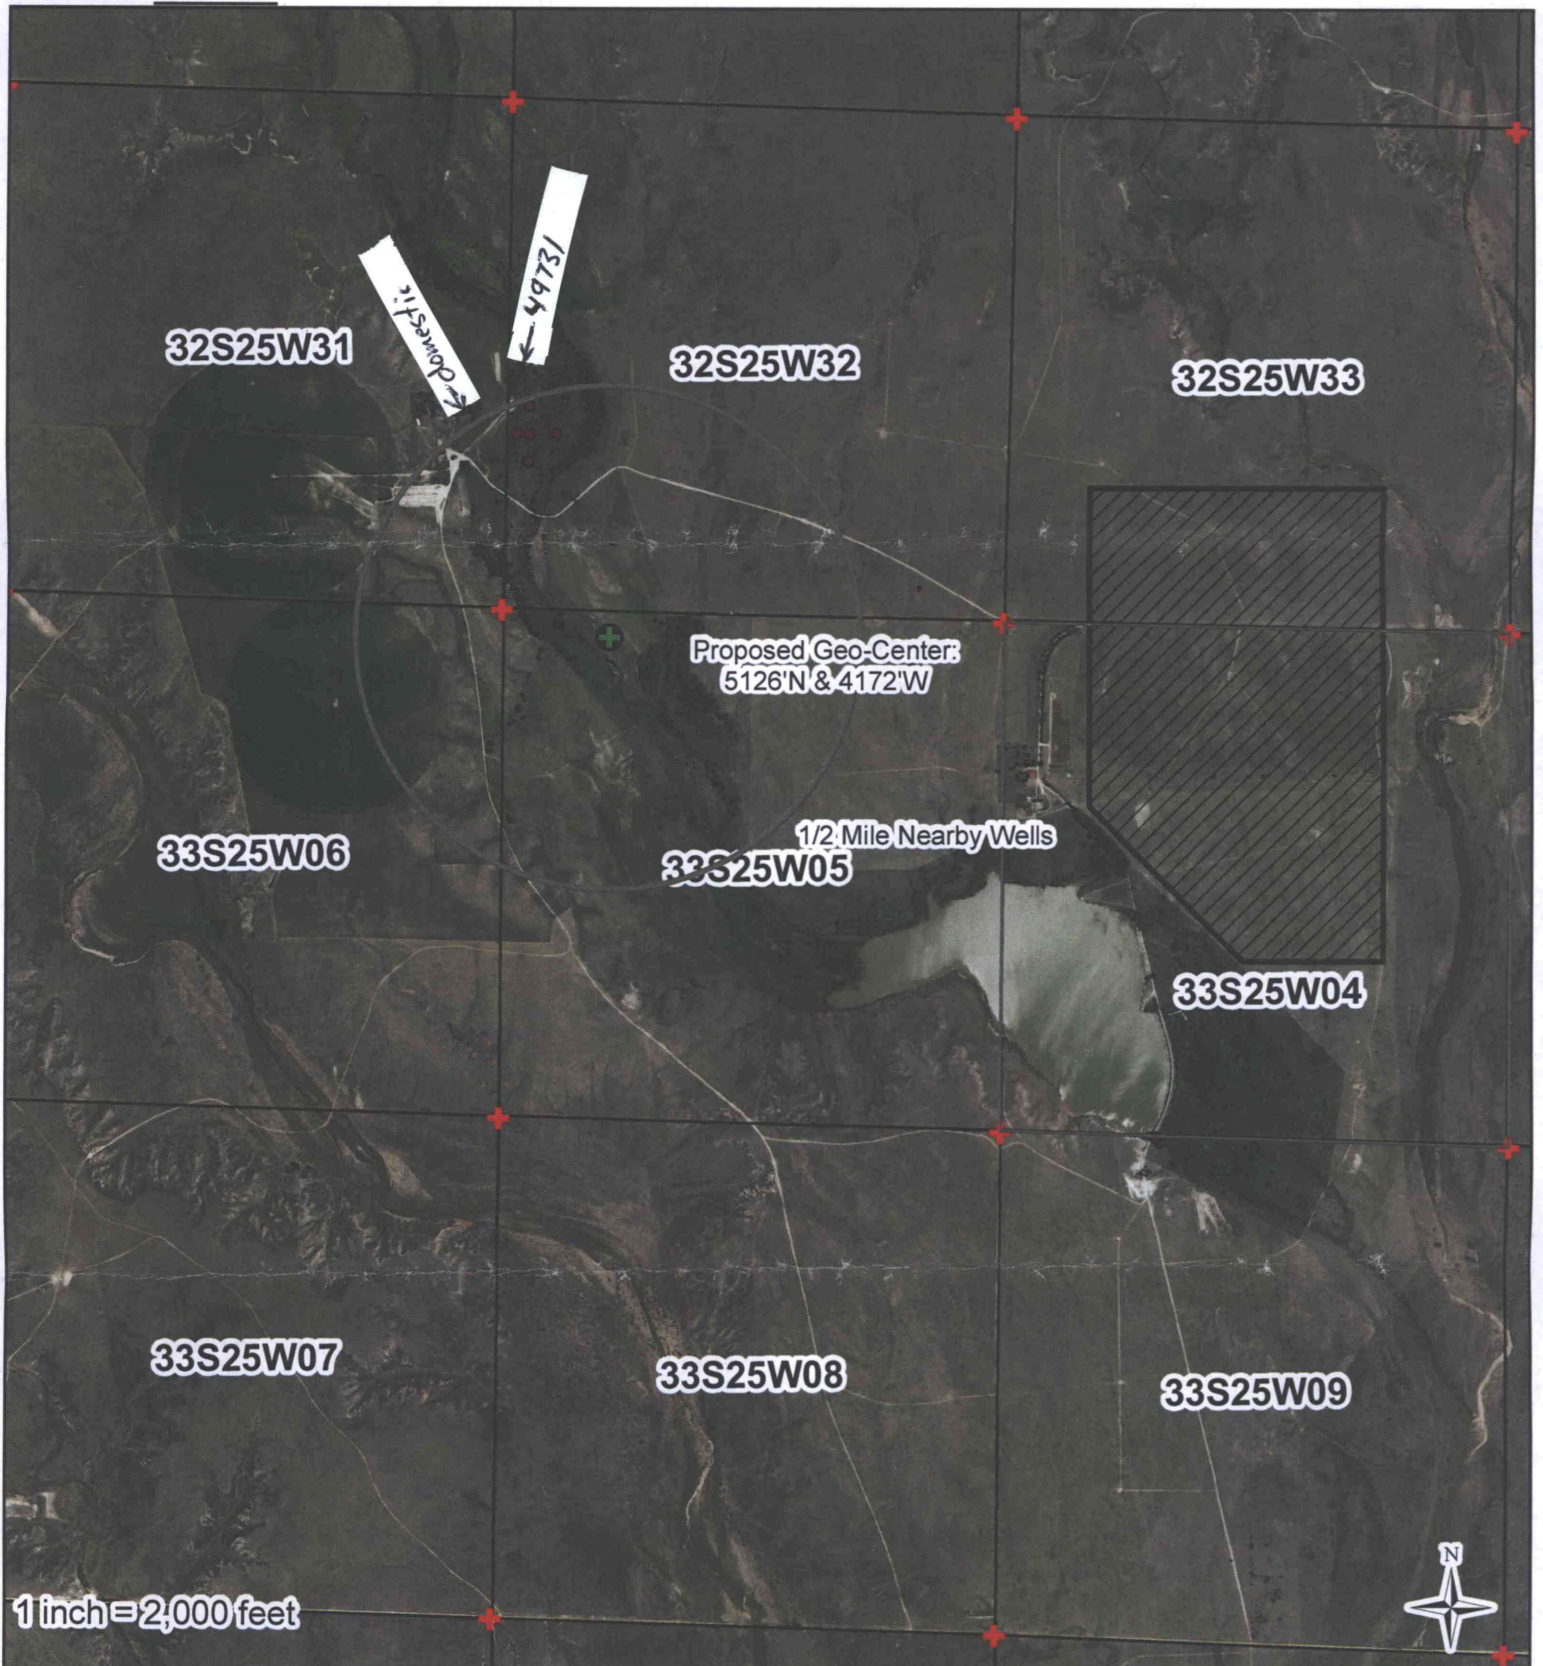 ← domestic
← 49731
32S25W31
32S25W32
32S25W33
Proposed Geo-Center:
5126'N & 4172'W
1/2 Mile Nearby Wells
33S25W06
33S25W05
33S25W04
33S25W07
33S25W08
33S25W09
N
1 inch = 2,000 feet